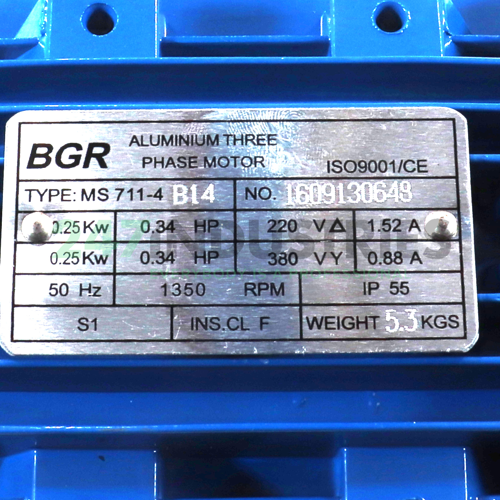 BGR
ALUMINIUM THREE
PHASE MOTOR
ISO9001/CE
TYPE: MS 711-4 B14 NO. 1609130648
0.25Kw 0.34 HP 220 V△ 1.52 A
0.25Kw 0.34 HP 380 VY 0.88 A
50 Hz 1350 RPM IP 55
S1 INS.CL F WEIGHT 5.3 KGS